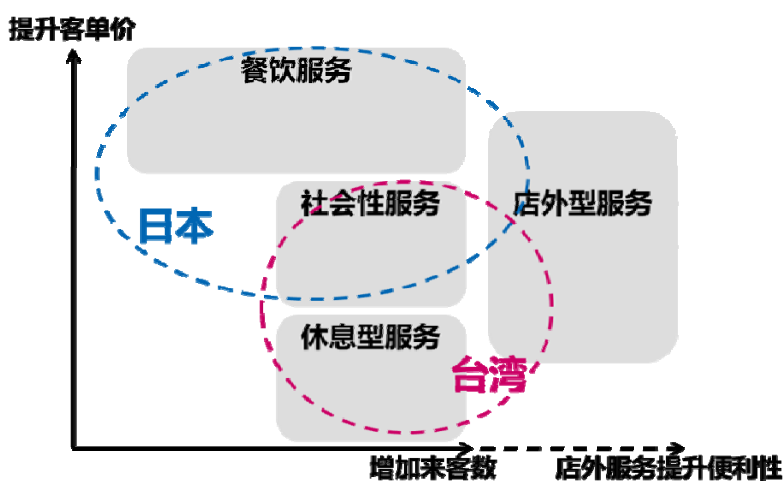 提升客单价
餐饮服务
社会性服务
店外型服务
日本
休息型服务
台湾
增加来客数
店外服务提升便利性